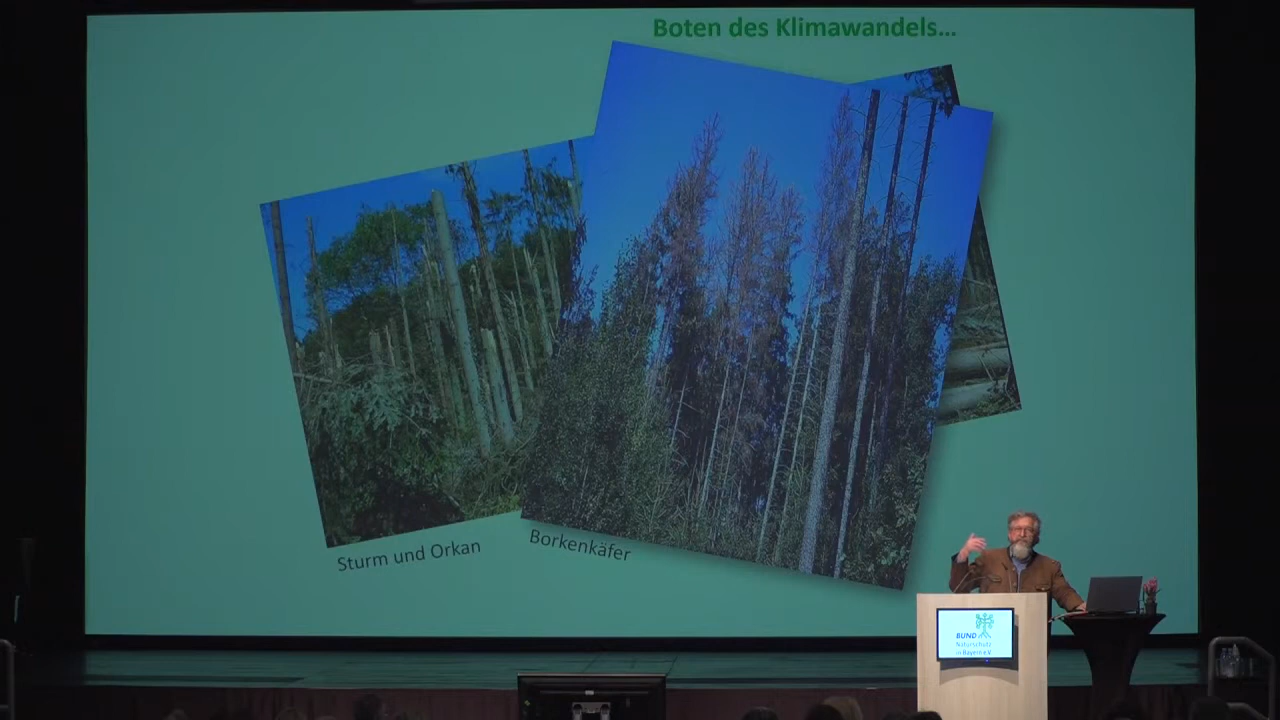 Boten des Klimawandels...
Sturm und Orkan
Borkenkäfer
BUND
Naturschutz
in Bayern e.V.